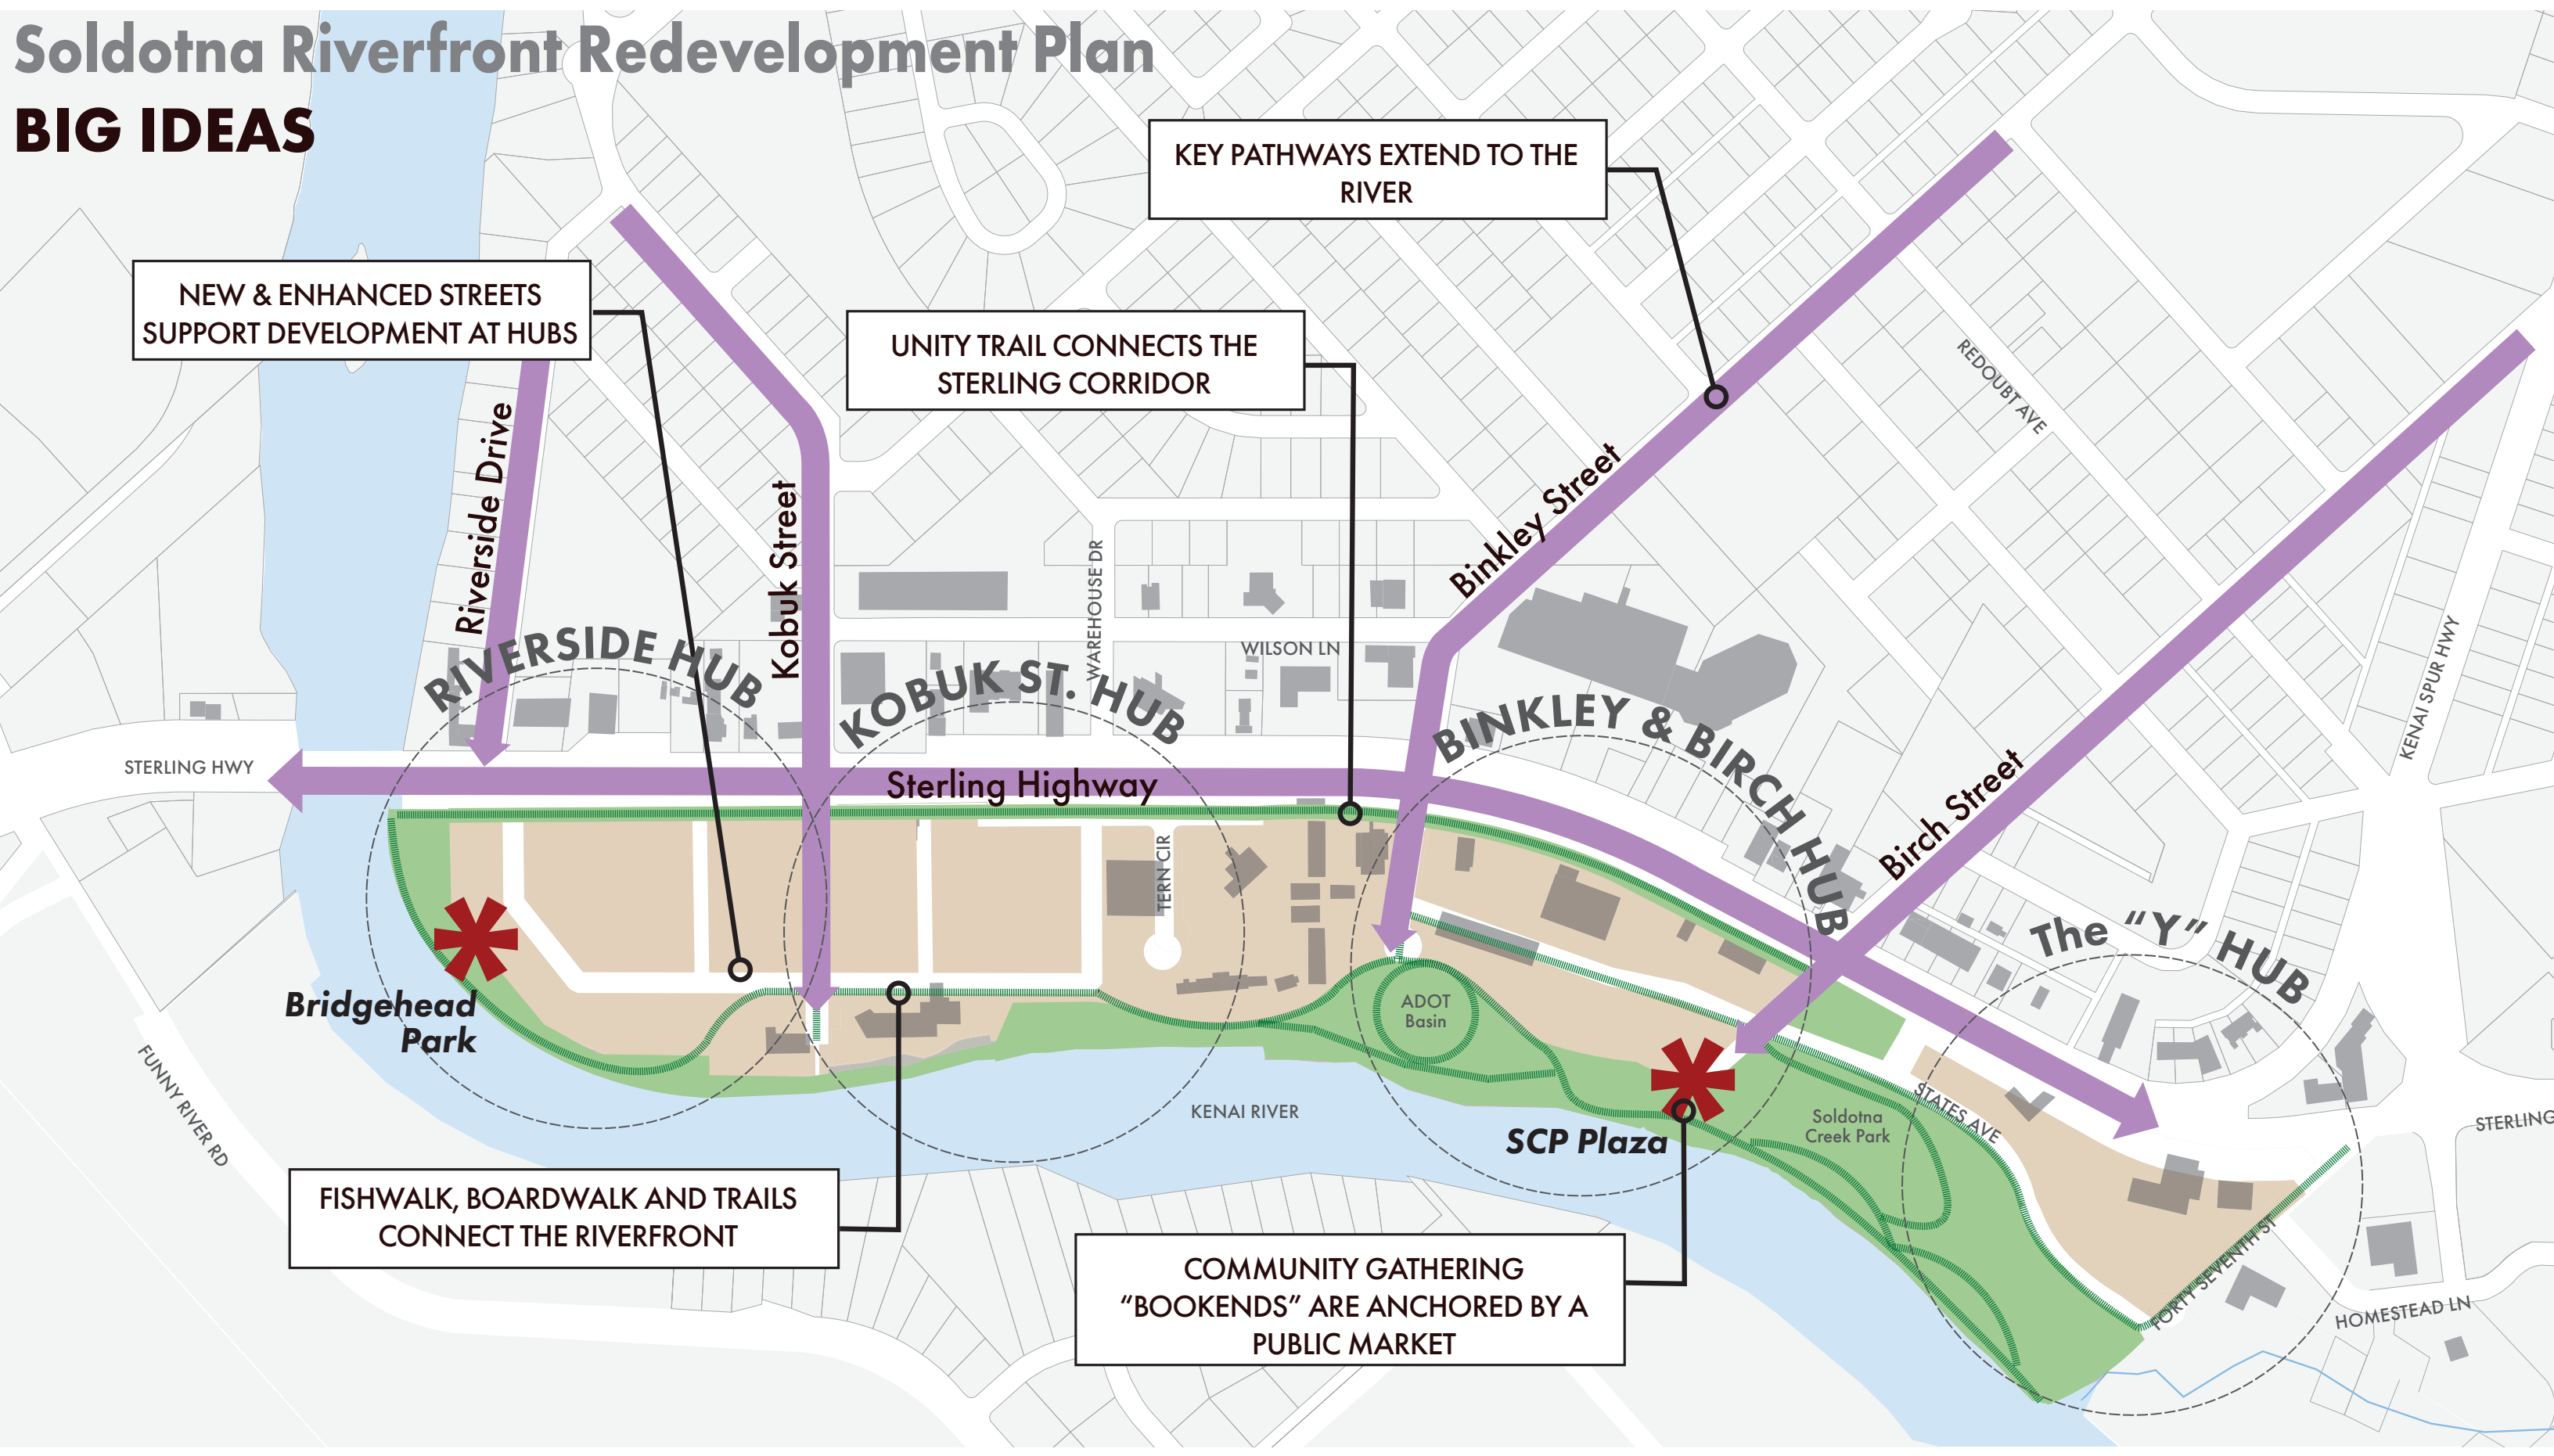 Soldotna Riverfront Redevelopment Plan
BIG IDEAS
KEY PATHWAYS EXTEND TO THE
RIVER
NEW & ENHANCED STREETS
SUPPORT DEVELOPMENT AT HUBS
UNITY TRAIL CONNECTS THE
STERLING CORRIDOR
REDOUBT AVE
Riverside Drive
Kobuk Street
Binkley Street
WAREHOUSE DR
WILSON LN
KENAI SPUR HWY
RIVERSIDE HUB
KOBUK ST. HUB
BINKLEY & BIRCH HUB
Birch Street
STERLING HWY
Sterling Highway
TERN CIR
The “Y” HUB
Bridgehead
Park
ADOT
Basin
FUNNY RIVER RD
KENAI RIVER
SCP Plaza
Soldotna
Creek Park
STATES AVE
STERLING
FISHWALK, BOARDWALK AND TRAILS
CONNECT THE RIVERFRONT
COMMUNITY GATHERING
“BOOKENDS” ARE ANCHORED BY A
PUBLIC MARKET
FORTY SEVENTH ST
HOMESTEAD LN